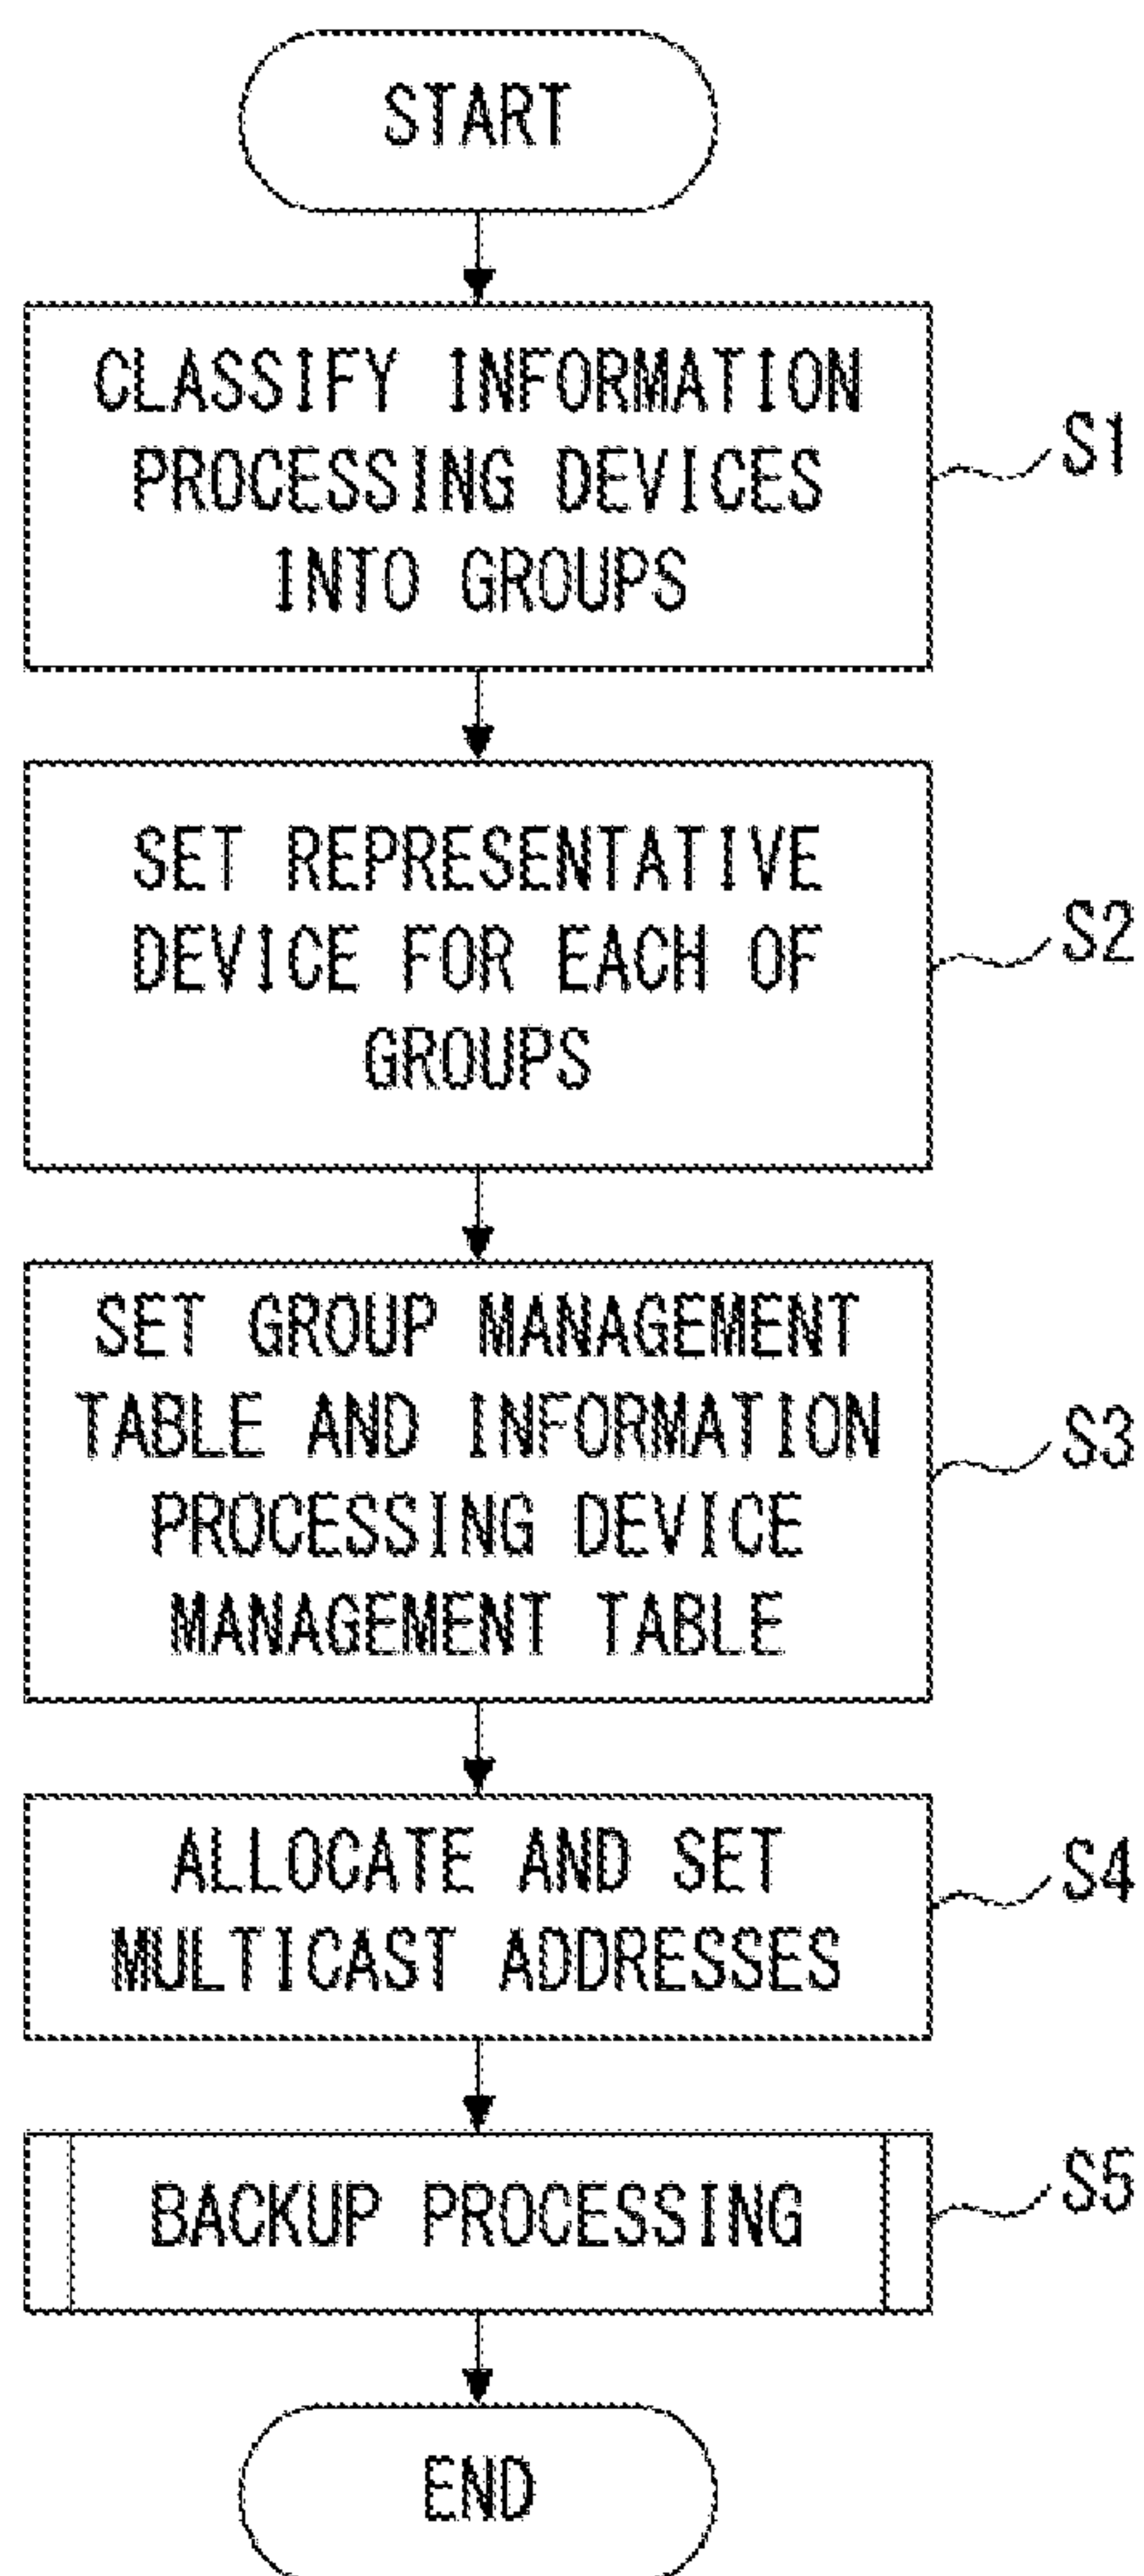 START
CLASSIFY INFORMATION
PROCESSING DEVICES
INTO GROUPS
S1
SET REPRESENTATIVE
DEVICE FOR EACH OF
GROUPS
S2
SET GROUP MANAGEMENT
TABLE AND INFORMATION
PROCESSING DEVICE
MANAGEMENT TABLE
S3
ALLOCATE AND SET
MULTICAST ADDRESSES
S4
BACKUP PROCESSING
S5
END